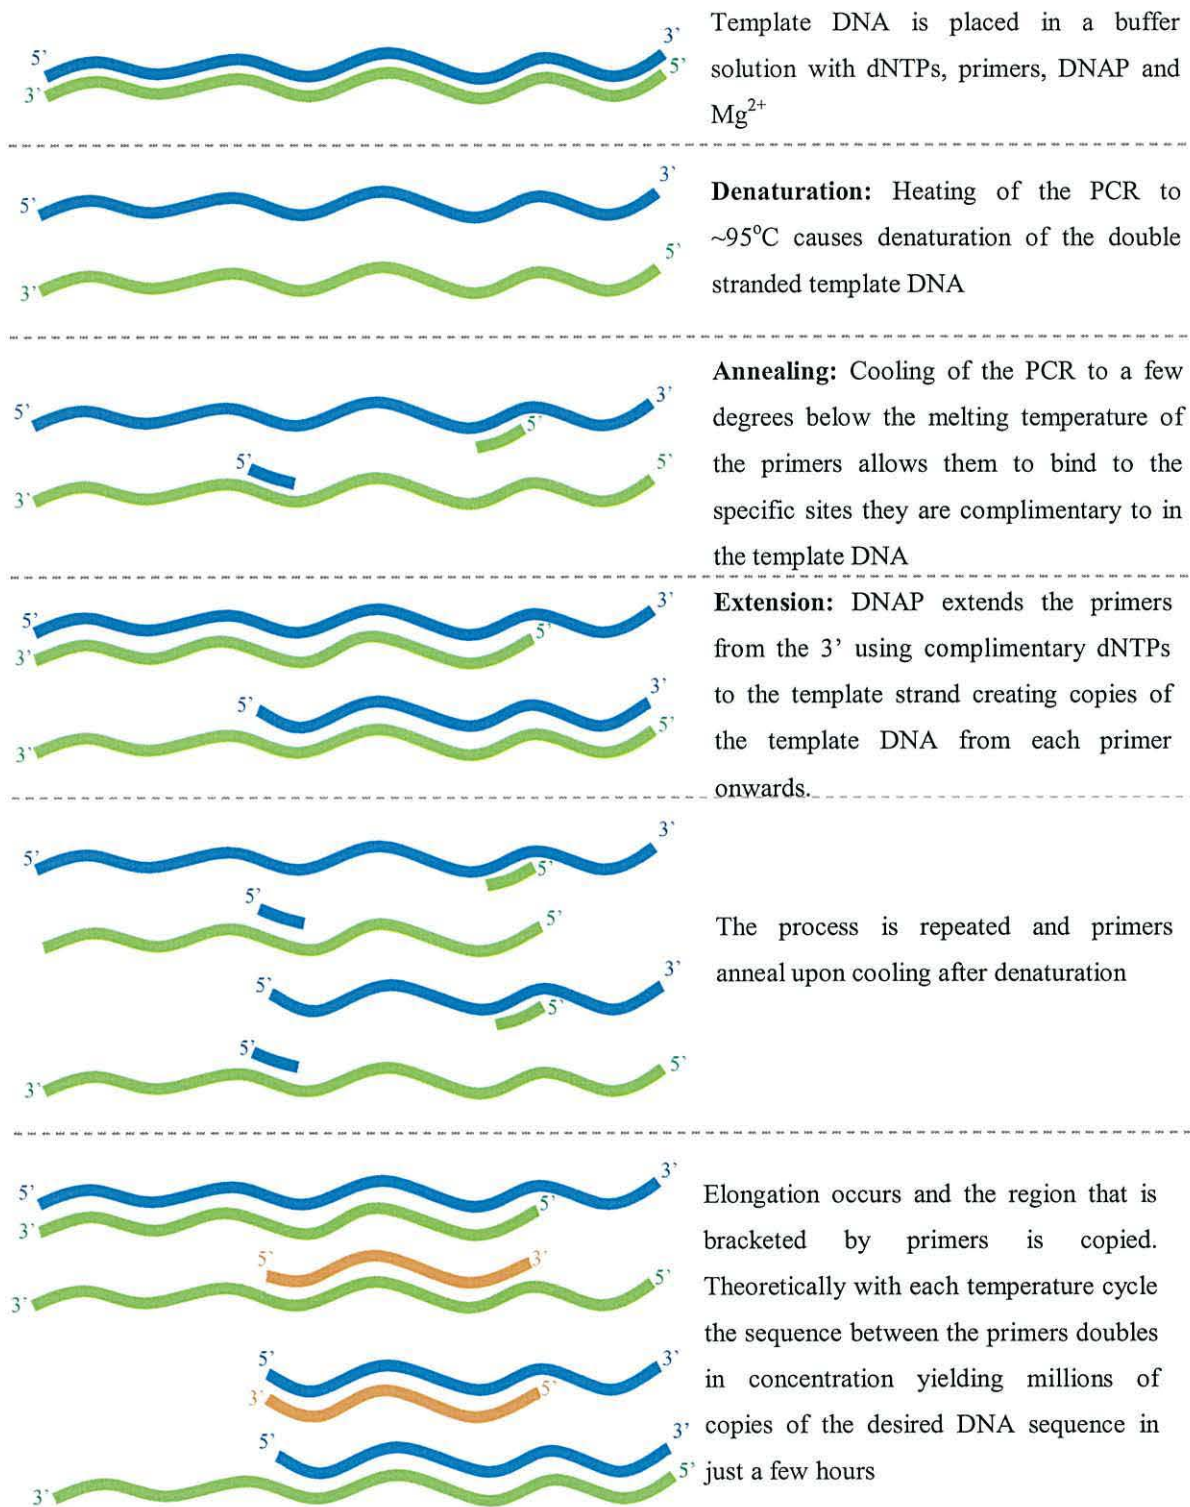 3’
5’
5’
3’
Template DNA is placed in a buffer
solution with dNTPs, primers, DNAP and
Mg2+
3’
5’
5’
3’
Denaturation: Heating of the PCR to
~95oC causes denaturation of the double
stranded template DNA
3’
5’
5’
5’
5’
3’
Annealing: Cooling of the PCR to a few
degrees below the melting temperature of
the primers allows them to bind to the
specific sites they are complimentary to in
the template DNA
3’
5’
5’
3’
3’
5’
5’
3’
Extension: DNAP extends the primers
from the 3’ using complimentary dNTPs
to the template strand creating copies of
the template DNA from each primer
onwards.
3’
5’
5’
5’
5’
3’
5’
5’
5’
5’
3’
The process is repeated and primers
anneal upon cooling after denaturation
3’
5’
5’
3’
5’
3’
5’
3’
5’
3’
3’
5’
5’
3’
5’
3’
Elongation occurs and the region that is
bracketed by primers is copied.
Theoretically with each temperature cycle
the sequence between the primers doubles
in concentration yielding millions of
copies of the desired DNA sequence in
just a few hours